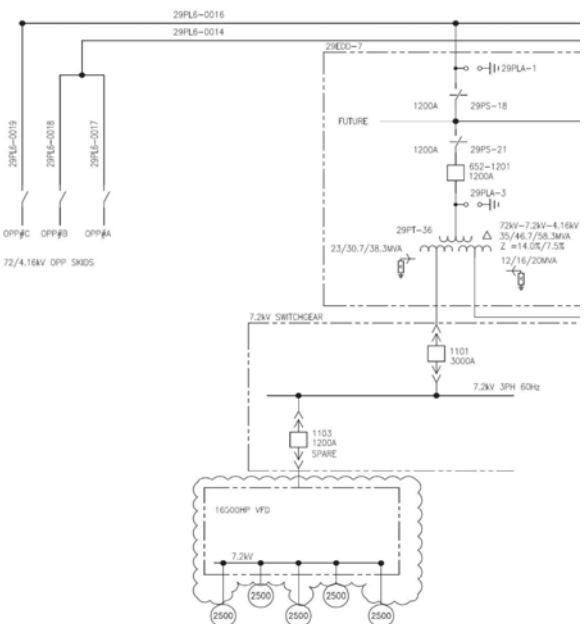 29PL6-0016
29PL6-0014
29EDD-7
29PLA-1
1200A
29PS-18
FUTURE
1200A
29PS-21
652-1201
1200A
29PLA-3
29PL6-0019
29PL6-0018
29PL6-0017
OPP#C
OPP#B
OPP#A
72/4.16kV OPP SKIDS
29PT-36
72kV-7.2kV-4.16kV
35/46.7/58.3MVA
Z =14.0%/7.5%
23/30.7/38.3MVA
12/16/20MVA
7.2kV SWITCHGEAR
1101
3000A
7.2kV 3PH 60Hz
1103
1200A
SPARE
16500HP VFD
7.2kV
2500
2500
2500
2500
2500